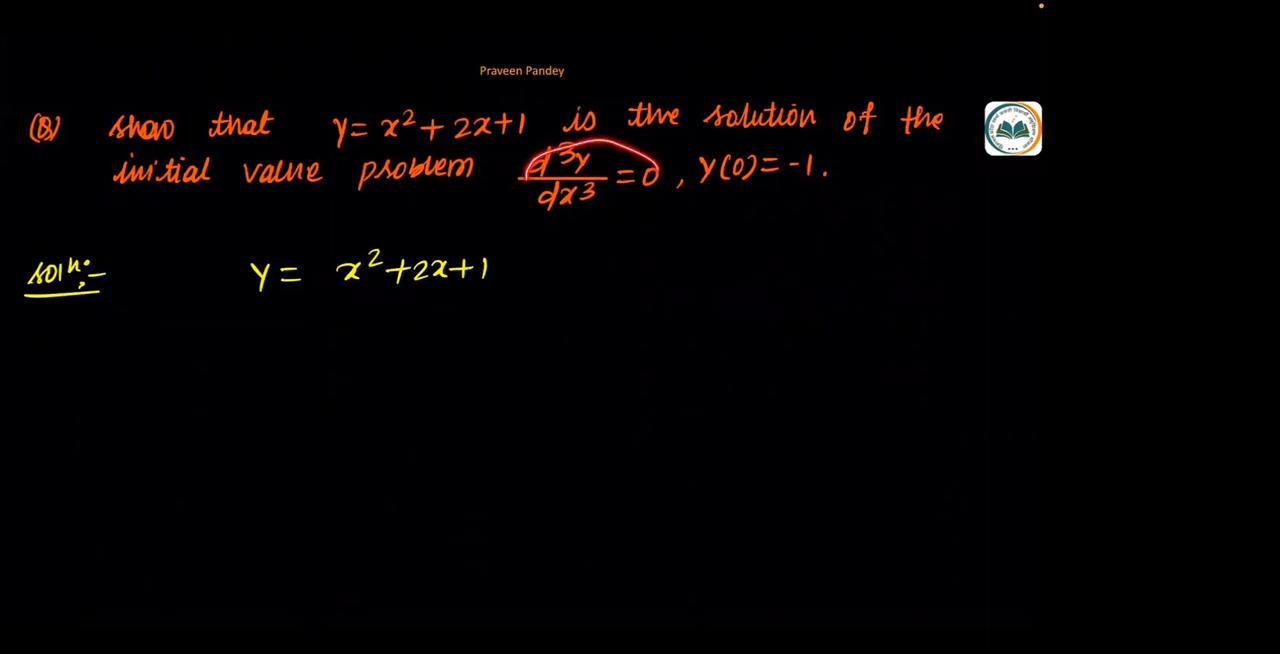 Praveen Pandey
(Q) show that y = x² + 2x + 1 is the solution of the
initial value problem d³y/dx³ = 0, y(0) = -1.
Soln:- y = x² + 2x + 1